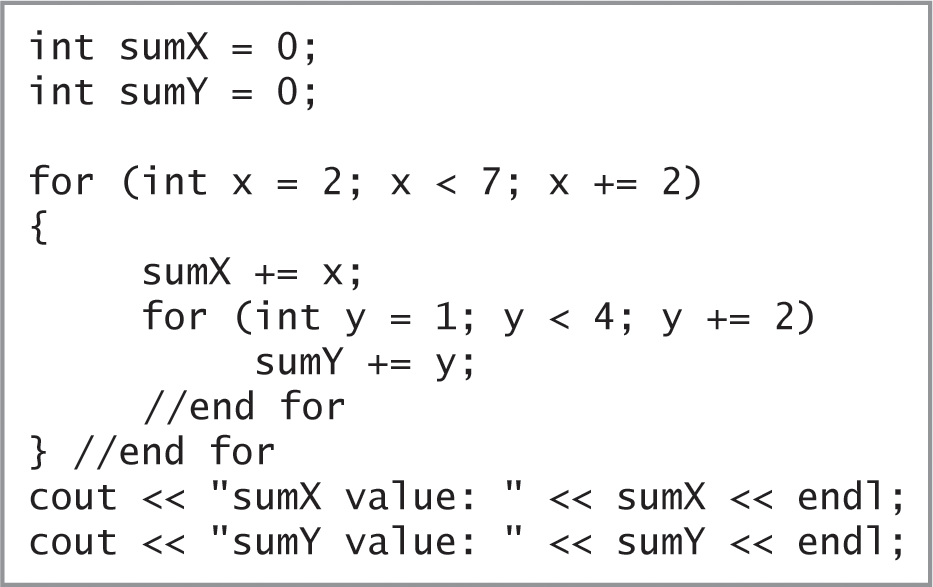 int sumX = 0;
int sumY = 0;
for (int x = 2; x < 7; x += 2)
{
sumX += x;
for (int y = 1; y < 4; y += 2)
sumY += y;
//end for
} //end for
cout << "sumX value: " << sumX << endl;
cout << "sumY value: " << sumY << endl;